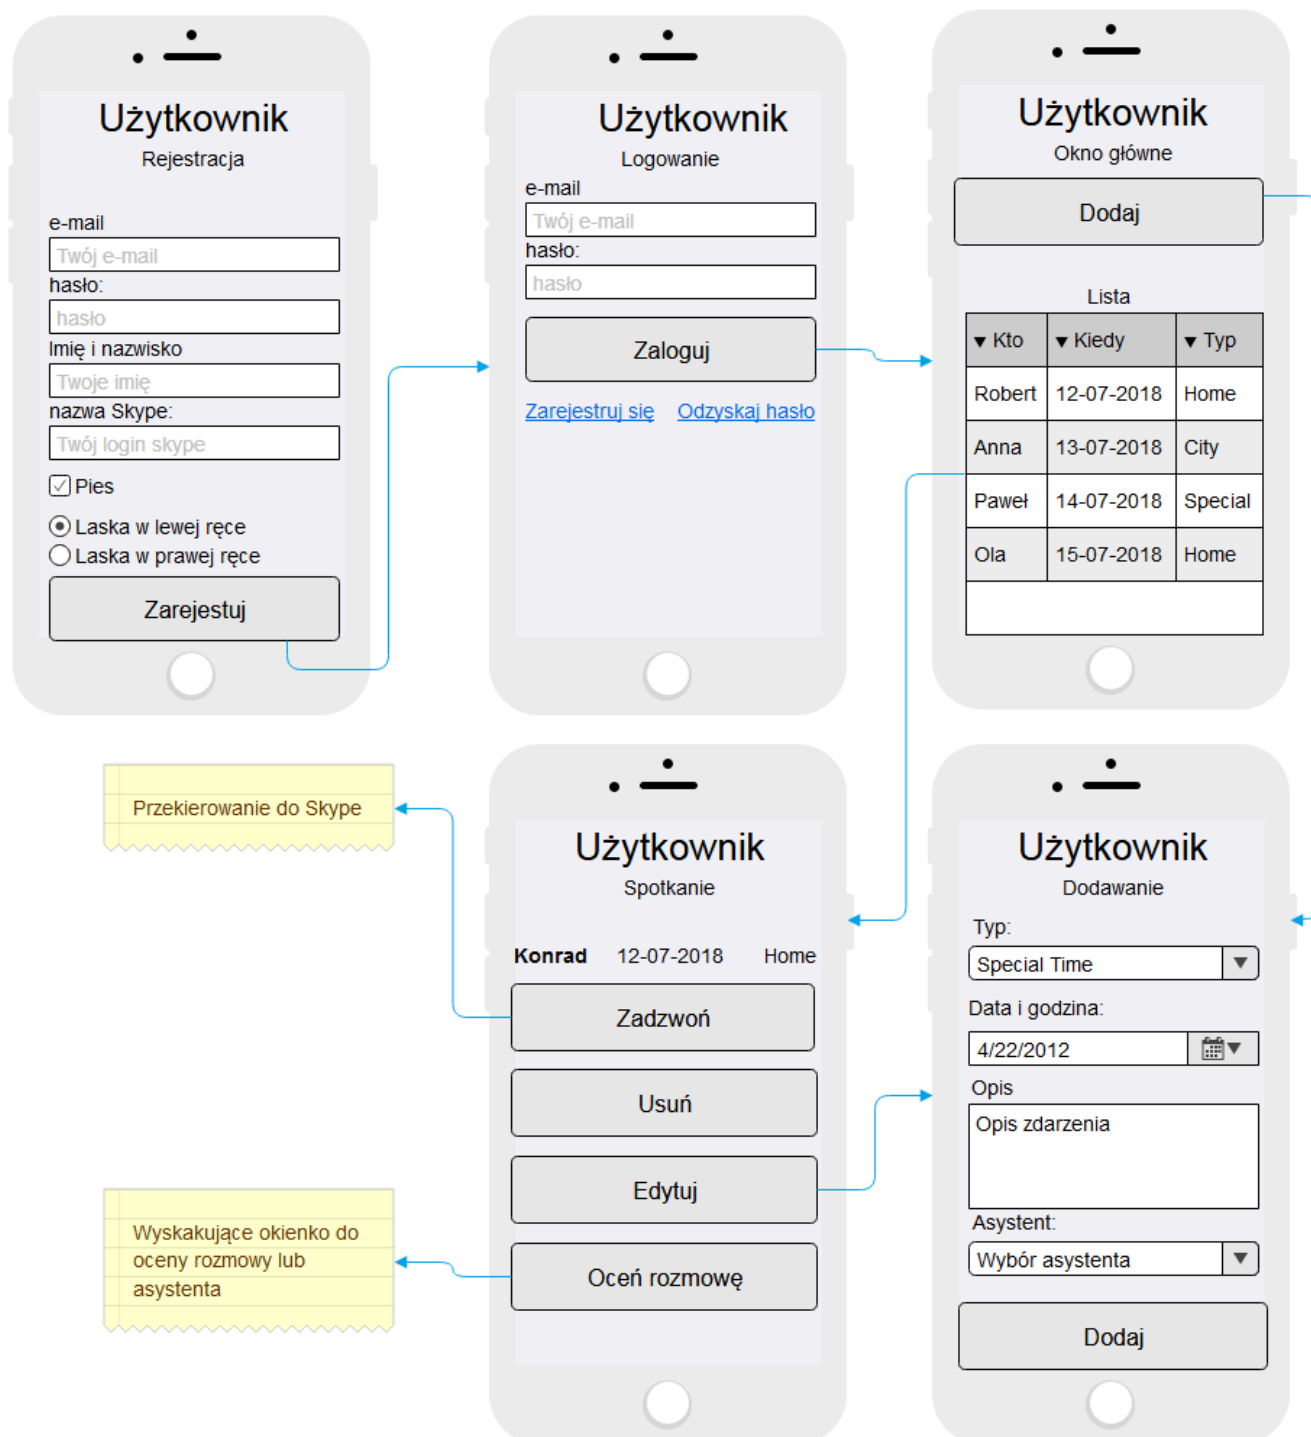 Użytkownik
Rejestracja
e-mail
Twój e-mail
hasło:
hasło
Imię i nazwisko
Twoje imię
nazwa Skype:
Twój login skype
Pies
Laska w lewej ręce
Laska w prawej ręce
Zarejestuj
Użytkownik
Logowanie
e-mail
Twój e-mail
hasło:
hasło
Zaloguj
Zarejestruj się Odzyskaj hasło
Użytkownik
Okno główne
Dodaj
Lista
Kto Kiedy Typ
Robert 12-07-2018 Home
Anna 13-07-2018 City
Paweł 14-07-2018 Special
Ola 15-07-2018 Home
Przekierowanie do Skype
Wyskakujące okienko do
oceny rozmowy lub
asystenta
Użytkownik
Spotkanie
Konrad 12-07-2018 Home
Zadzwoń
Usuń
Edytuj
Oceń rozmowę
Użytkownik
Dodawanie
Typ:
Special Time
Data i godzina:
4/22/2012
Opis
Opis zdarzenia
Asystent:
Wybór asystenta
Dodaj